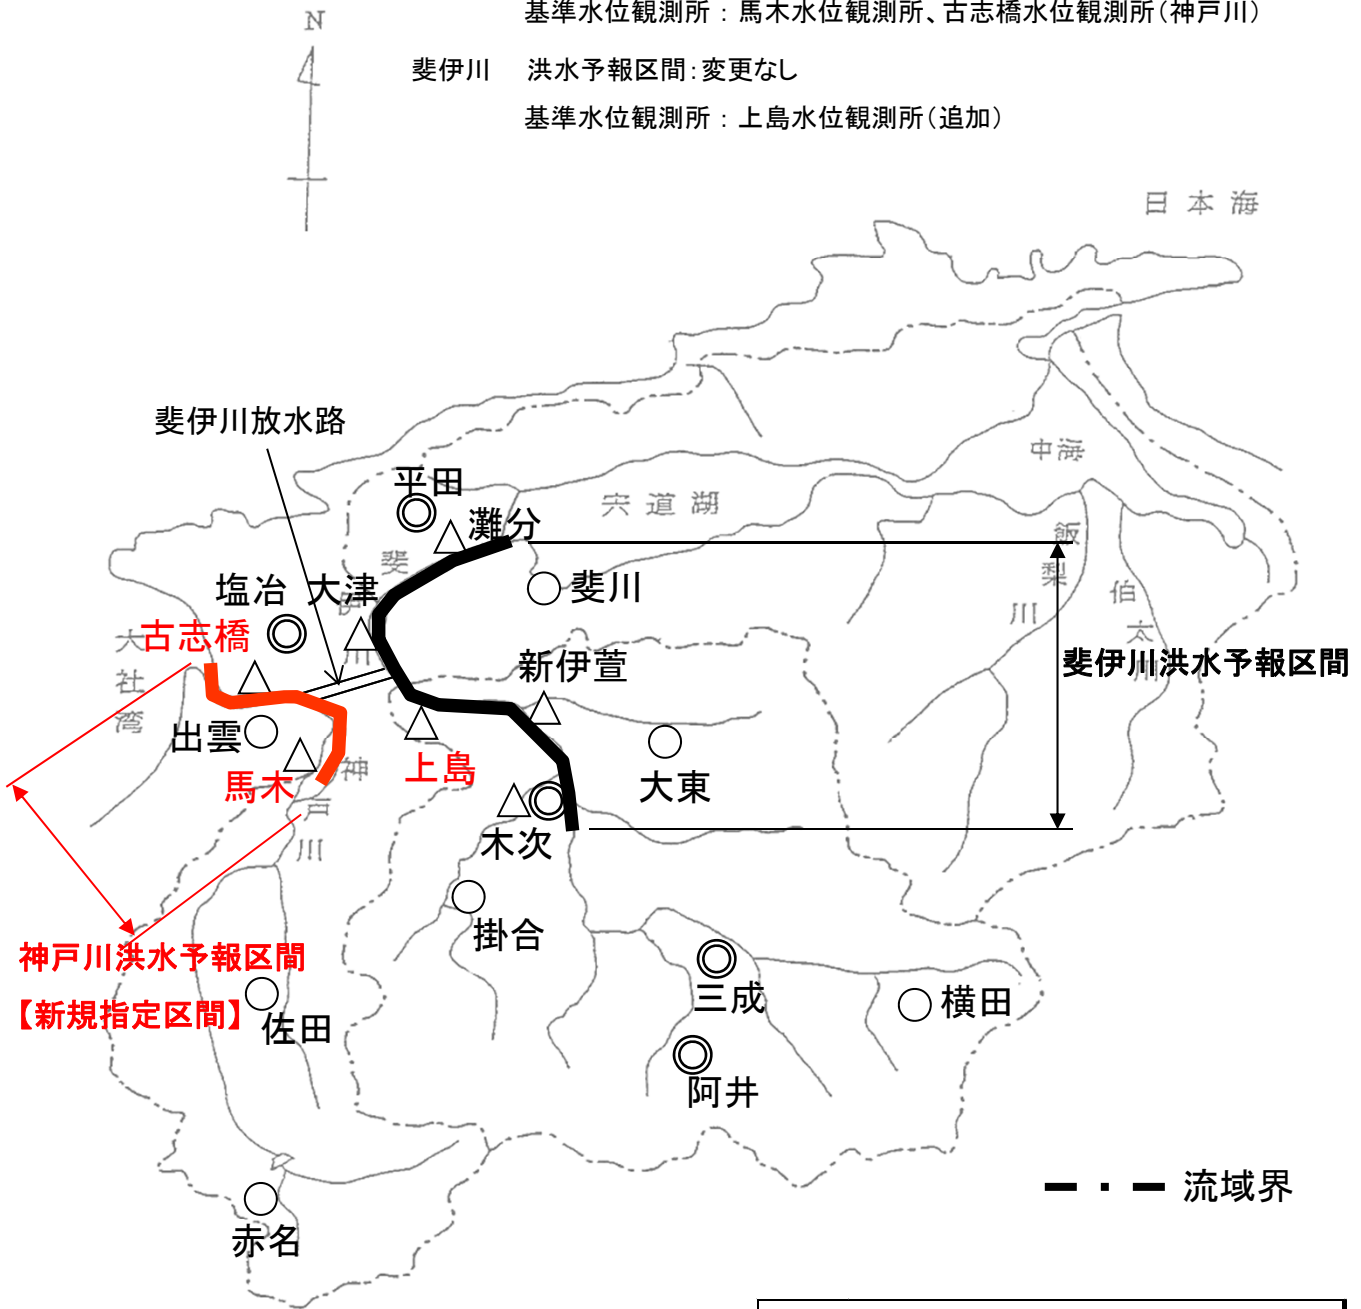 基準水位観測所：馬木水位観測所、古志橋水位観測所（神戸川）
N
斐伊川　洪水予報区間：変更なし
基準水位観測所：上島水位観測所（追加）
日本海
斐伊川放水路
中海
平田
宍道湖
灘分
飯梨川
斐伊川
塩冶
大津
斐川
伯太川
古志橋
大社湾
新伊萱
斐伊川洪水予報区間
出雲
上島
馬木
神戸川
大東
木次
掛合
神戸川洪水予報区間
【新規指定区間】
佐田
三成
横田
阿井
流域界
赤名